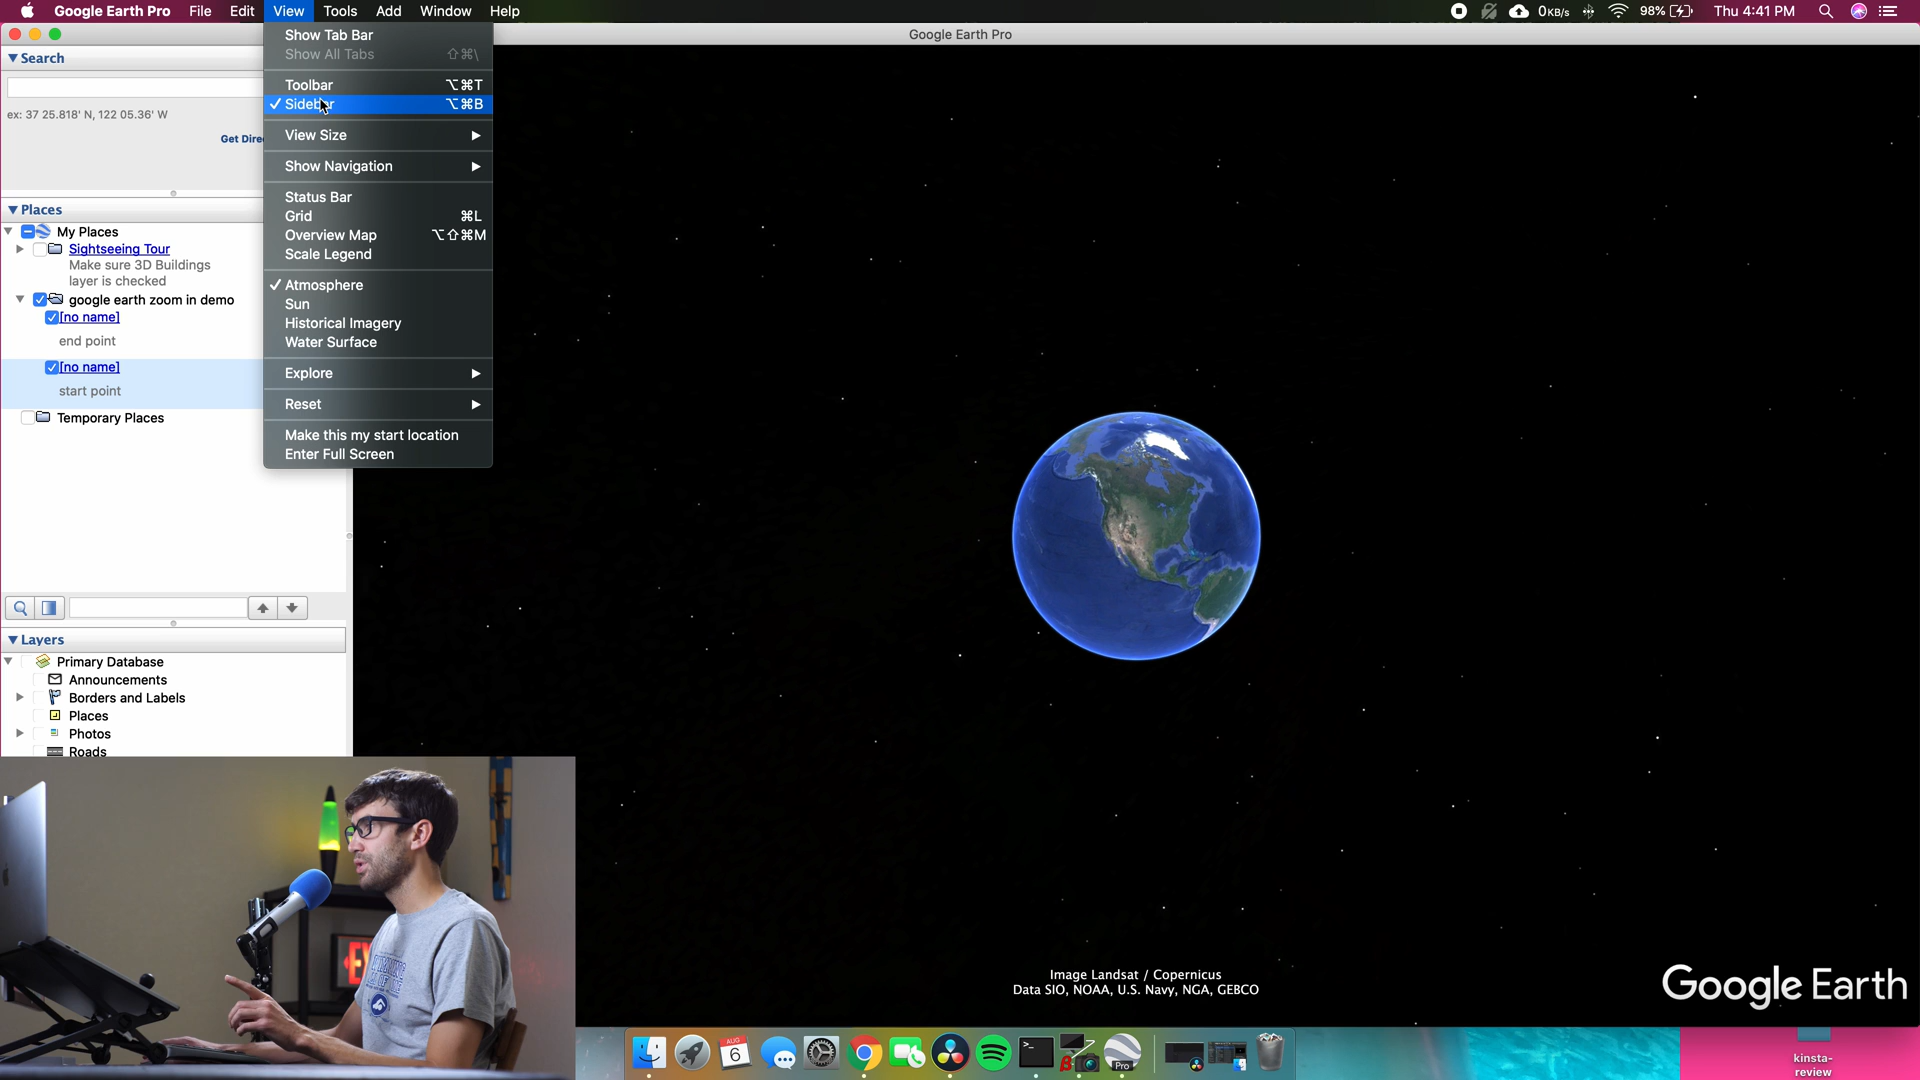 Google Earth Pro File Edit View Tools Add Window Help
0KB/s 98% Thu 4:41 PM
Google Earth Pro
Search
ex: 37 25.818' N, 122 05.36' W
Get Dire
Places
My Places
Sightseeing Tour
Make sure 3D Buildings
layer is checked
google earth zoom in demo
[no name]
end point
[no name]
start point
Temporary Places
Show Tab Bar
Show All Tabs ⇧⌘\
Toolbar ⌥⌘T
✓ Sidebar ⌥⌘B
View Size
Show Navigation
Status Bar
Grid ⌘L
Overview Map ⌥⇧⌘M
Scale Legend
✓ Atmosphere
Sun
Historical Imagery
Water Surface
Explore
Reset
Make this my start location
Enter Full Screen
Layers
Primary Database
Announcements
Borders and Labels
Places
Photos
Roads
Image Landsat / Copernicus
Data SIO, NOAA, U.S. Navy, NGA, GEBCO
Google Earth
AUG
6
Pro
kinsta-
review